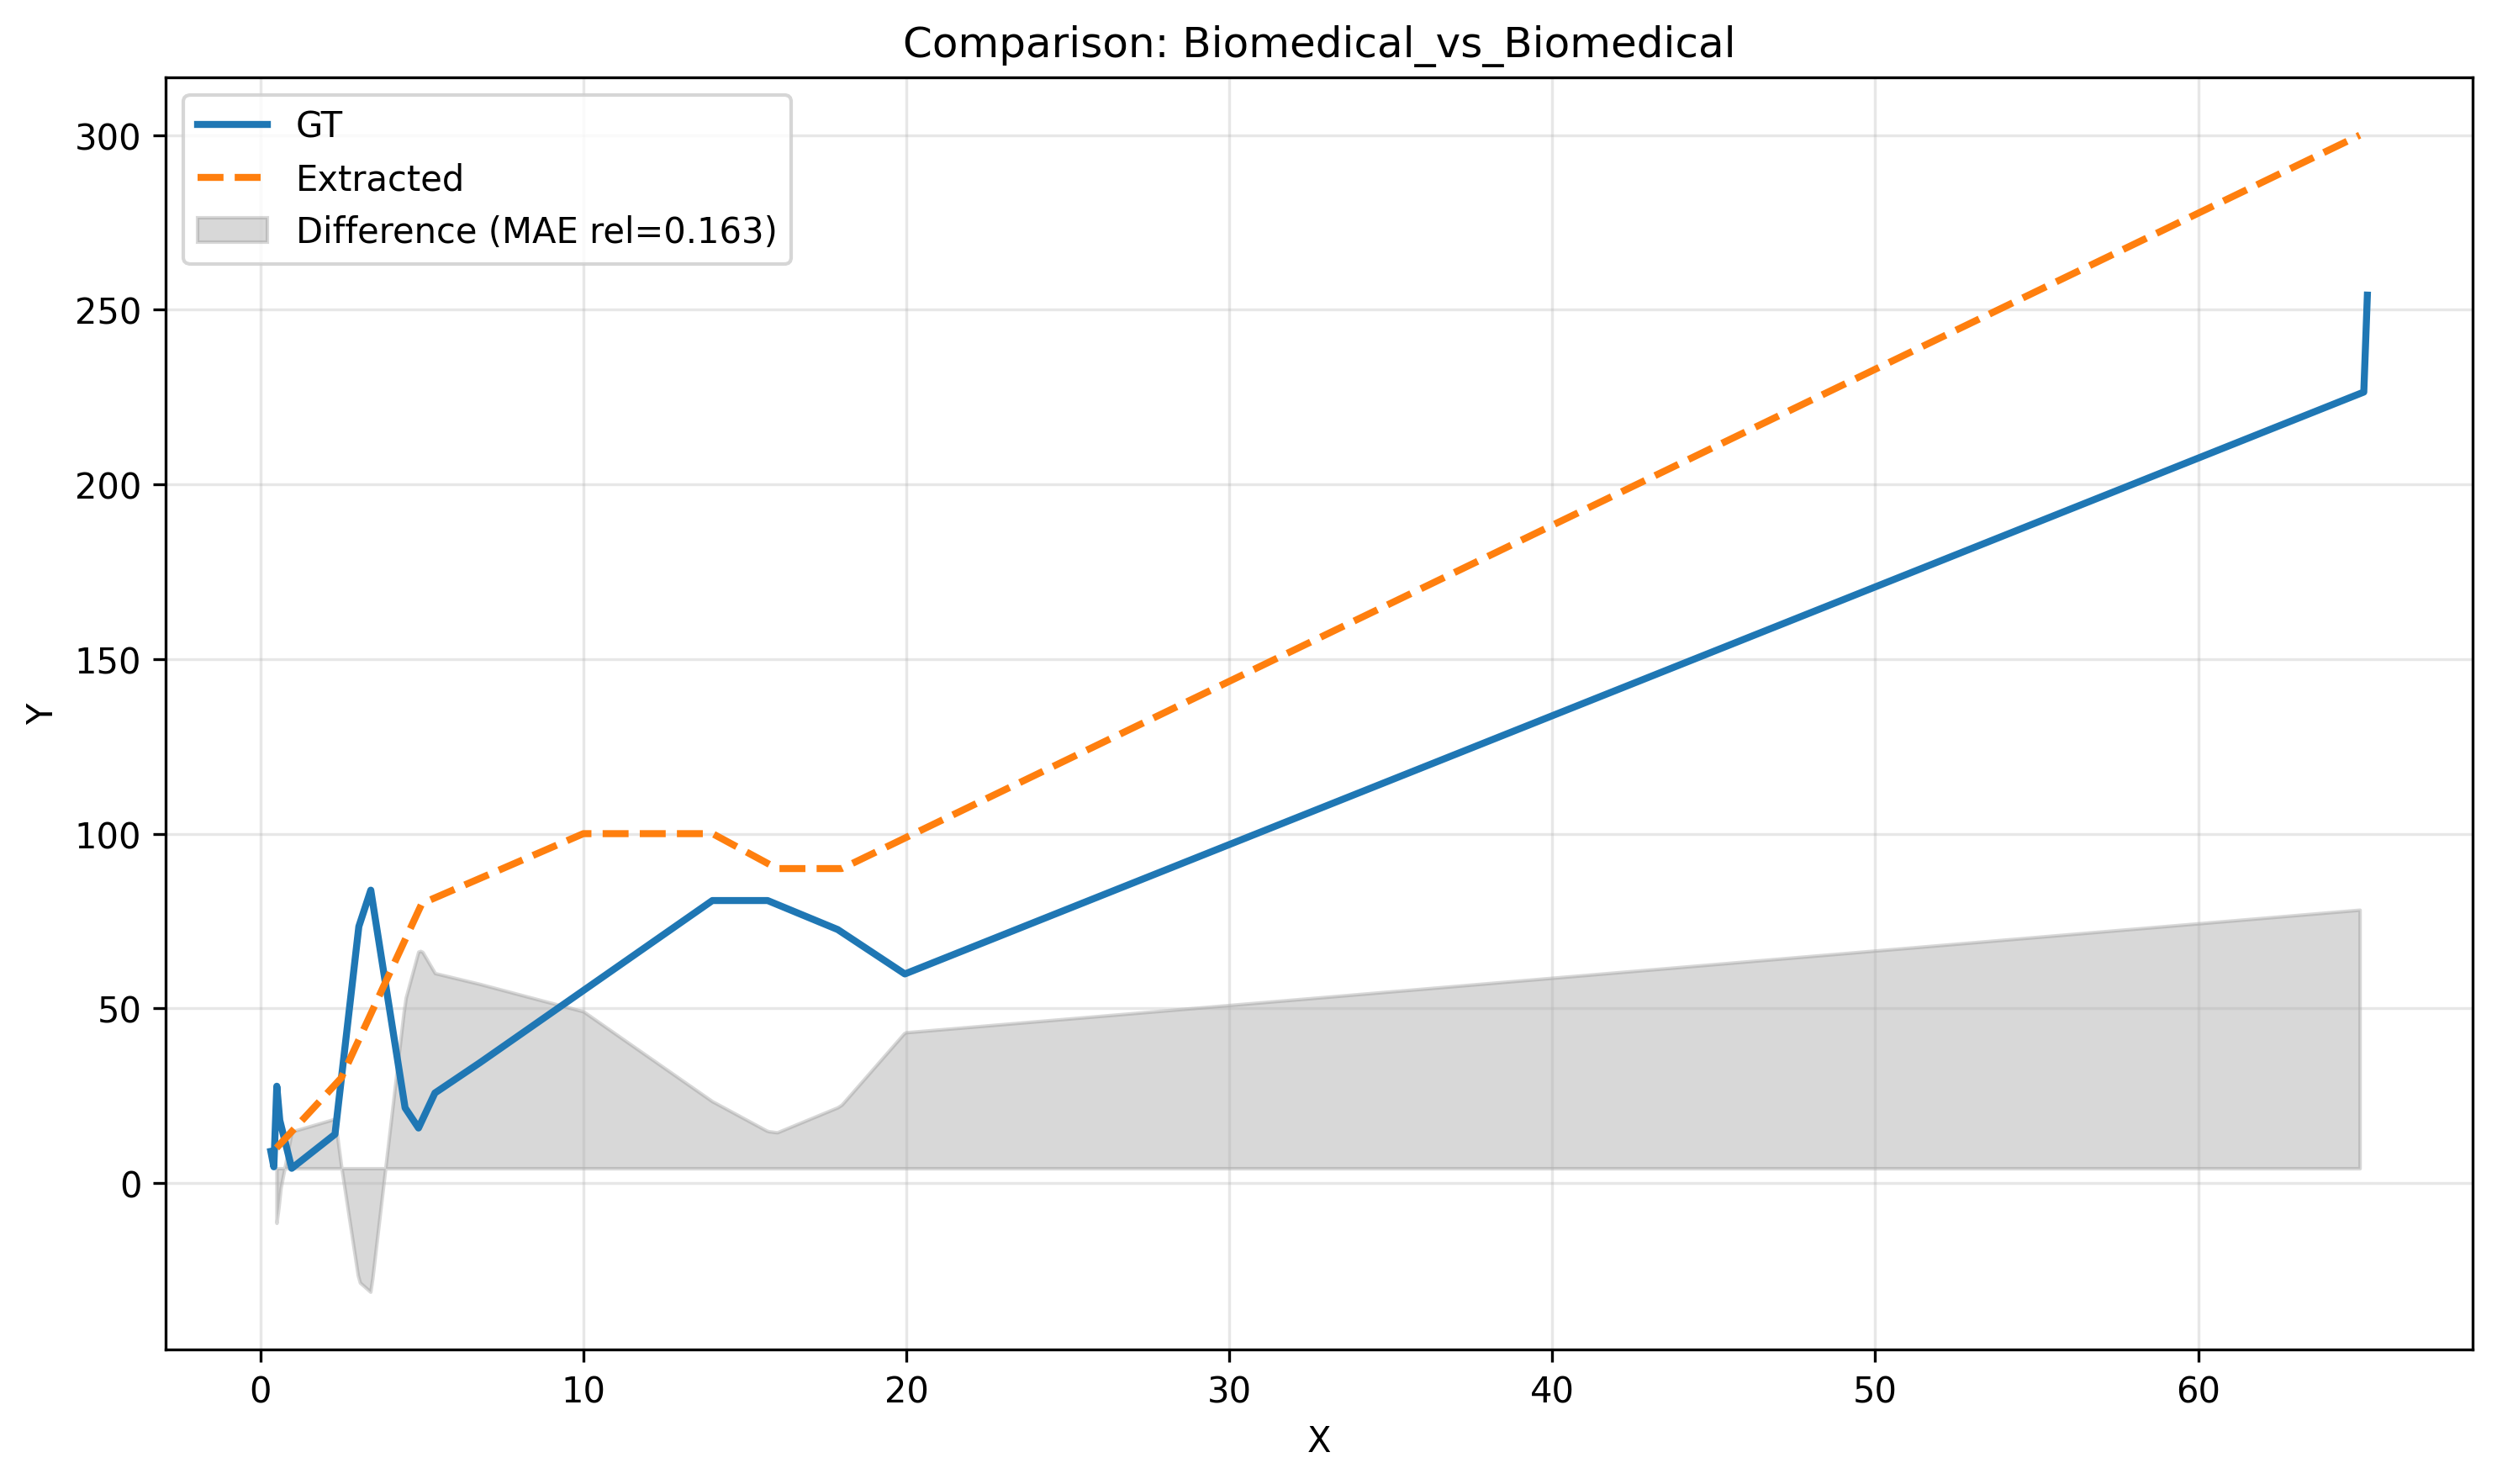 Comparison: Biomedical_vs_Biomedical
GT
Extracted
Difference (MAE rel=0.163)
300
250
200
150
100
50
0
Y
0 10 20 30 40 50 60
X